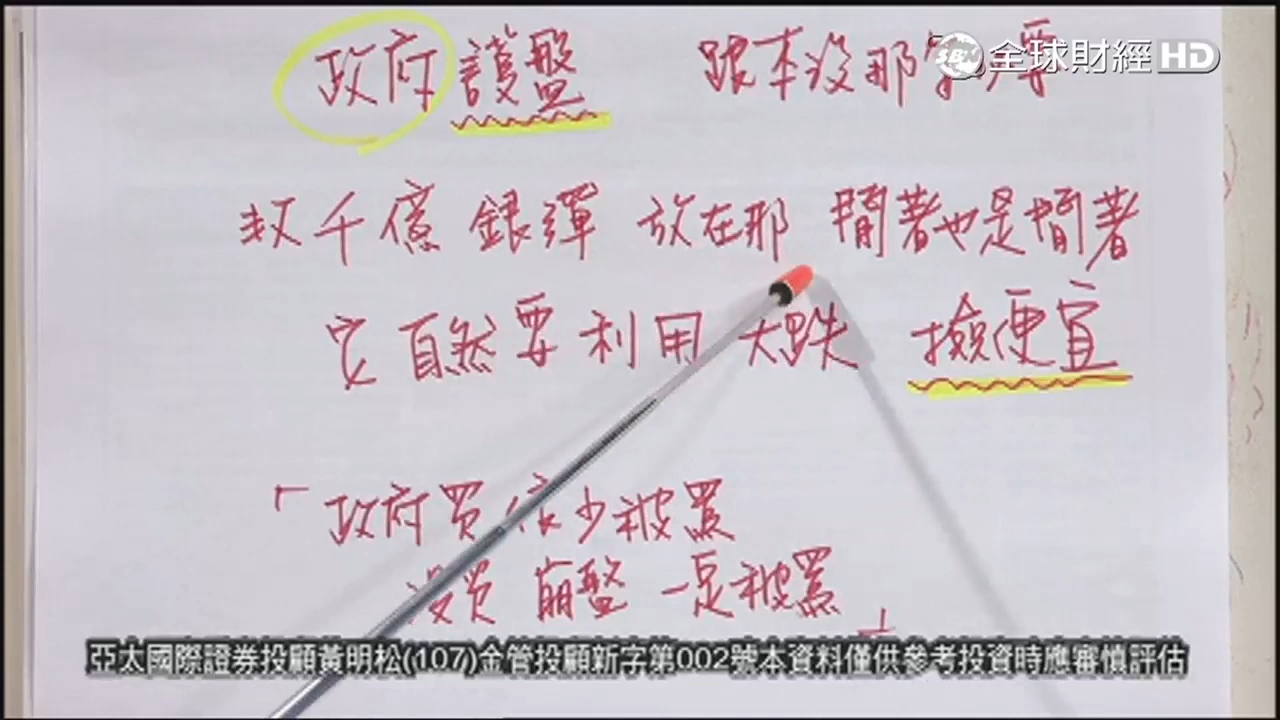 政府護盤 跟本沒那
SBN 全球財經HD
千億 銀彈 放在那 閒著也是閒著
它自然要利用大跌 撿便宜
「政府買 很少被罵
沒買 崩盤 一定被罵」
亞太國際證券投顧黃明松(107)金管投顧新字第002號本資料僅供參考投資時應審慎評估